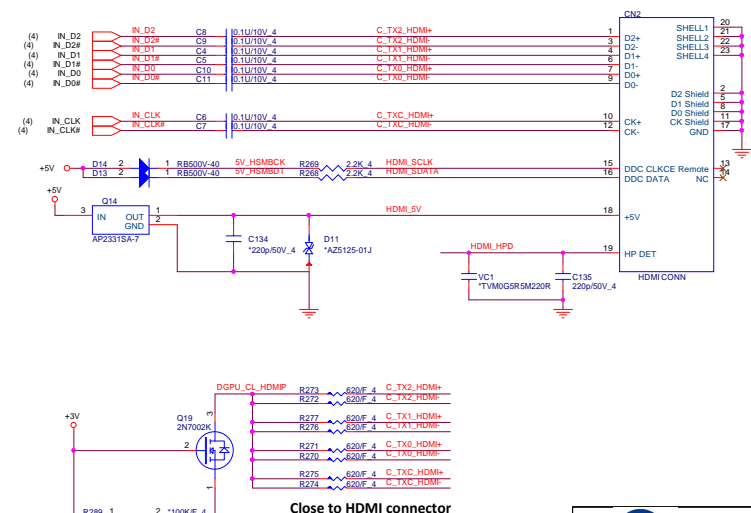 CN2
(4) IN_D2 IN_D2 C8 0.1U/10V_4 C_TX2_HDMI+ 1 D2+ SHELL1 20
(4) IN_D2# IN_D2# C9 0.1U/10V_4 C_TX2_HDMI- 3 D2- SHELL2 21
(4) IN_D1 IN_D1 C4 0.1U/10V_4 C_TX1_HDMI+ 4 D1+ SHELL3 22
(4) IN_D1# IN_D1# C5 0.1U/10V_4 C_TX1_HDMI- 6 D1- SHELL4 23
(4) IN_D0 IN_D0 C10 0.1U/10V_4 C_TX0_HDMI+ 7 D0+
(4) IN_D0# IN_D0# C11 0.1U/10V_4 C_TX0_HDMI- 9 D0-
D2 Shield 2
D1 Shield 5
D0 Shield 8
(4) IN_CLK IN_CLK C6 0.1U/10V_4 C_TXC_HDMI+ 10 CK+ CK Shield 11
(4) IN_CLK# IN_CLK# C7 0.1U/10V_4 C_TXC_HDMI- 12 CK- GND 17
+5V D14 2 1 RB500V-40 5V_HSMBCK R269 2.2K_4 HDMI_SCLK 15 DDC CLK CE Remote 13
D13 2 1 RB500V-40 5V_HSMBDT R268 2.2K_4 HDMI_SDATA 16 DDC DATA NC 14
+5V
Q14
3 IN OUT 1 HDMI_5V 18 +5V
GND 2
AP2331SA-7
C134
*220p/50V_4
D11
*AZ5125-01J
HDMI_HPD 19 HP DET
VC1
*TVM0G5R5M220R
C135
220p/50V_4
HDMI CONN
DGPU_CL_HDMIP R273 620/F_4 C_TX2_HDMI+
R272 620/F_4 C_TX2_HDMI-
+3V
Q19
2N7002K
3
2
1
R277 620/F_4 C_TX1_HDMI+
R276 620/F_4 C_TX1_HDMI-
R271 620/F_4 C_TX0_HDMI+
R270 620/F_4 C_TX0_HDMI-
R275 620/F_4 C_TXC_HDMI+
R274 620/F_4 C_TXC_HDMI-
Close to HDMI connector
R289 1 2 *100K/F_4